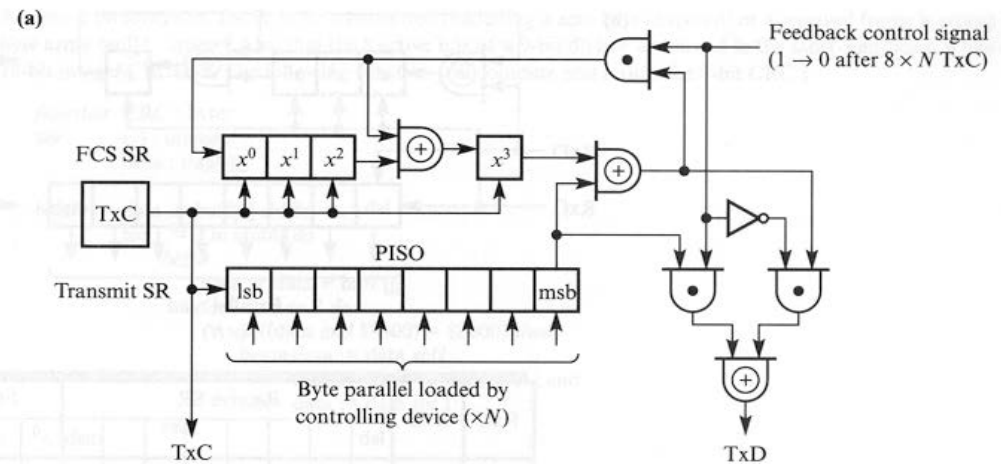 (a)
Feedback control signal
(1 → 0 after 8 × N TxC)
FCS SR
x⁰ x¹ x² + x³ +
TxC
PISO
Transmit SR
lsb msb
Byte parallel loaded by
controlling device (×N)
+
TxC
TxD